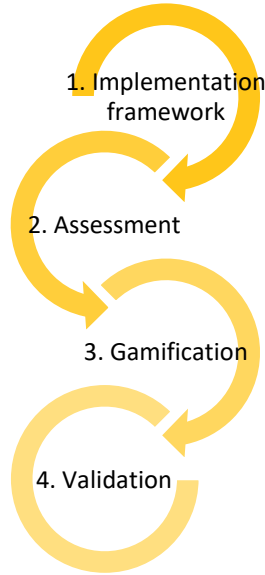 1. Implementation
framework
2. Assessment
3. Gamification
4. Validation